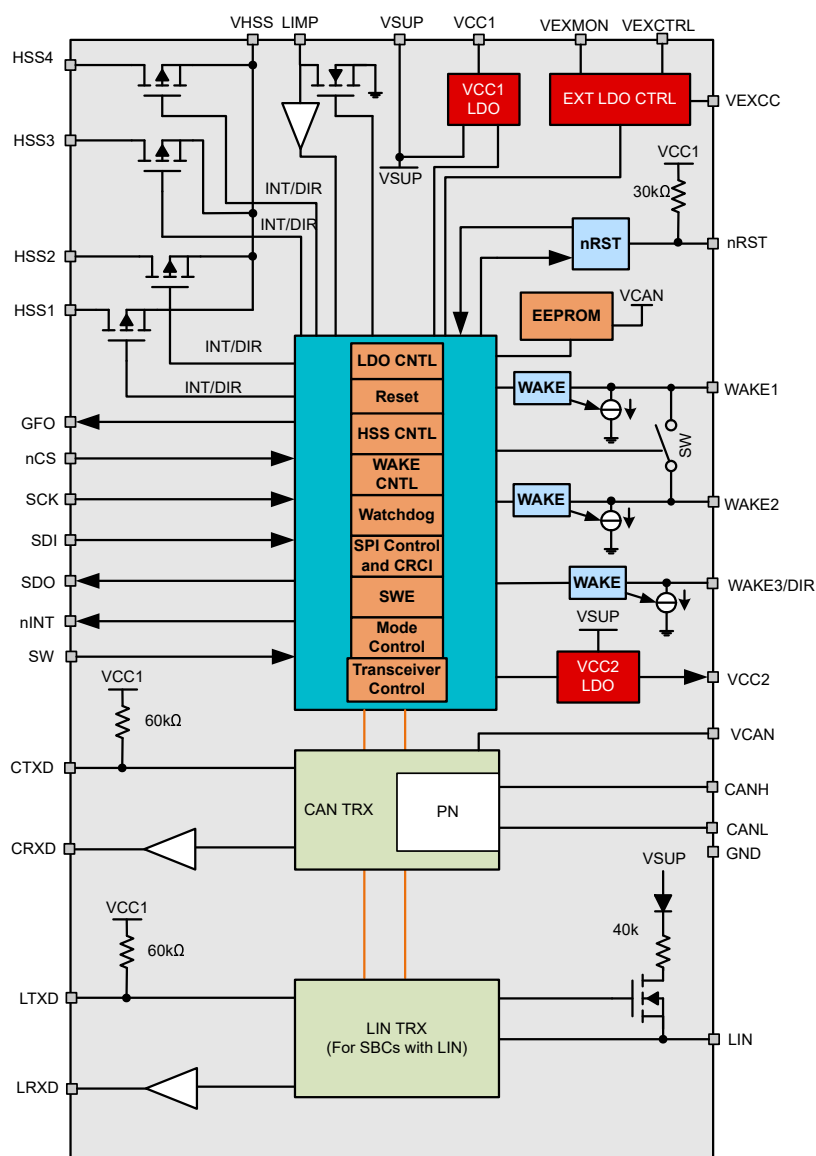 VHSS
LIMP
VSUP
VCC1
VEXMON
VEXCTRL
HSS4
VCC1
LDO
EXT LDO CTRL
VEXCC
HSS3
VSUP
VCC1
INT/DIR
30kΩ
INT/DIR
nRST
nRST
HSS2
VCAN
HSS1
EEPROM
INT/DIR
LDO CNTL
INT/DIR
WAKE
WAKE1
Reset
GFO
HSS CNTL
SW
nCS
WAKE
CNTL
SCK
WAKE
WAKE2
Watchdog
SDI
SPI Control
and CRCI
SDO
WAKE
WAKE3/DIR
SWE
nINT
VSUP
Mode
Control
SW
VCC2
LDO
VCC2
Transceiver
Control
VCC1
60kΩ
VCAN
CTXD
CANH
CAN TRX
PN
CANL
CRXD
GND
VSUP
VCC1
40k
60kΩ
LTXD
LIN TRX
(For SBCs with LIN)
LIN
LRXD